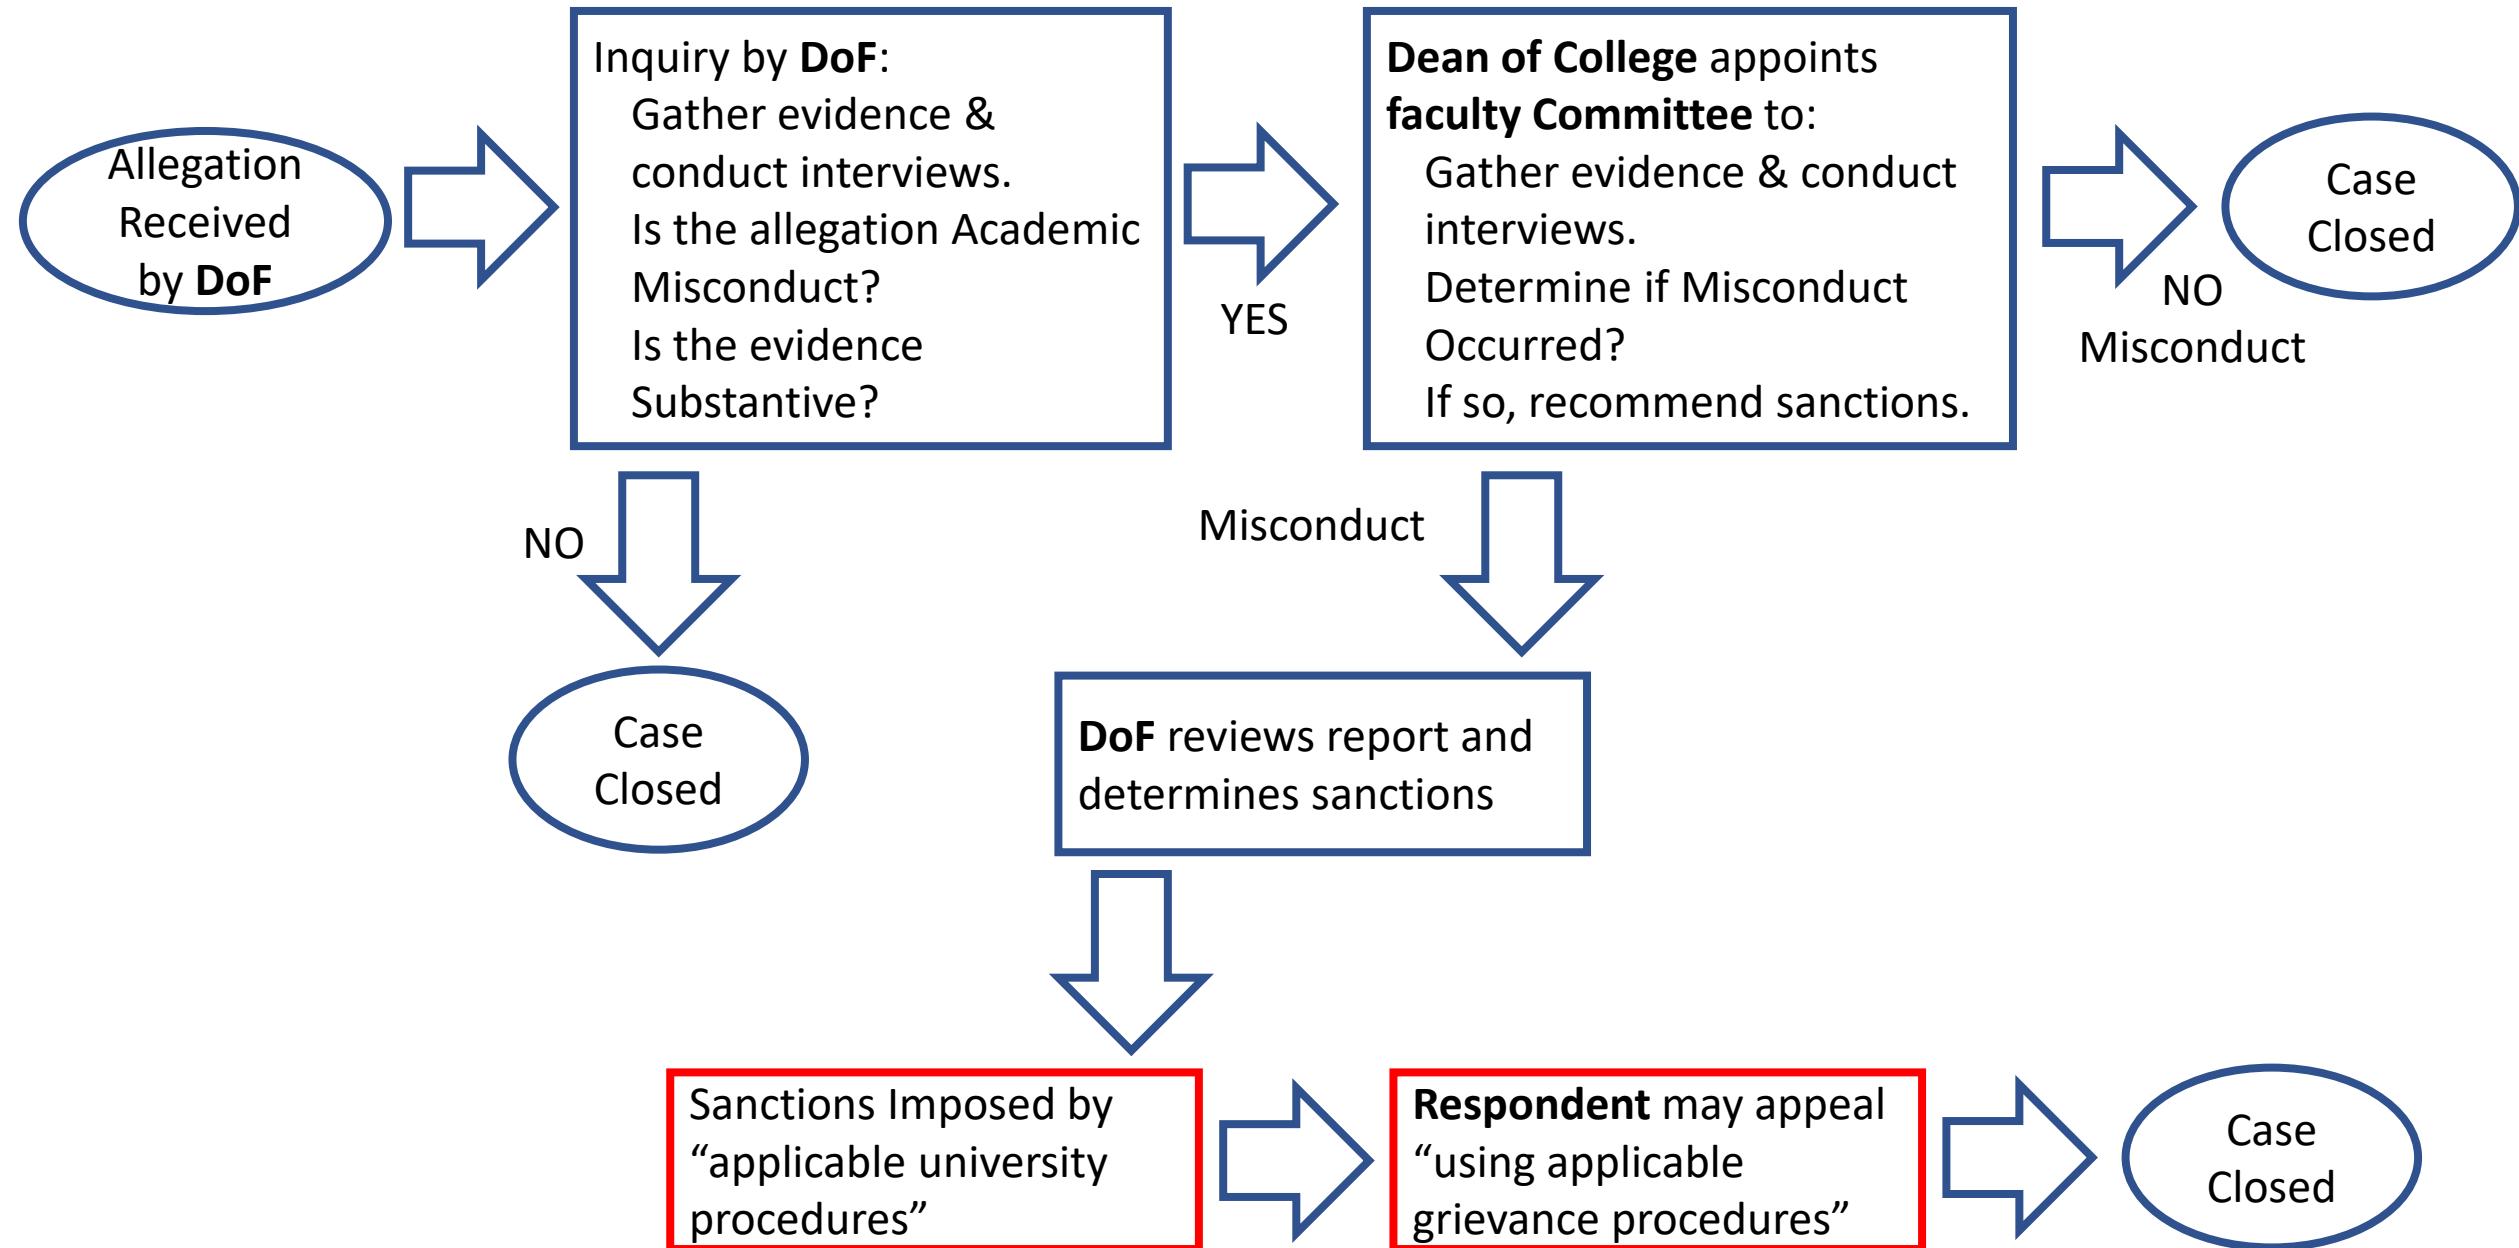 Allegation
Received
by DoF
Inquiry by DoF:
Gather evidence &
conduct interviews.
Is the allegation Academic
Misconduct?
Is the evidence
Substantive?
YES
Dean of College appoints
faculty Committee to:
Gather evidence & conduct
interviews.
Determine if Misconduct
Occurred?
If so, recommend sanctions.
NO
Misconduct
Case
Closed
NO
Case
Closed
Misconduct
DoF reviews report and
determines sanctions
Sanctions Imposed by
“applicable university
procedures”
Respondent may appeal
“using applicable
grievance procedures”
Case
Closed